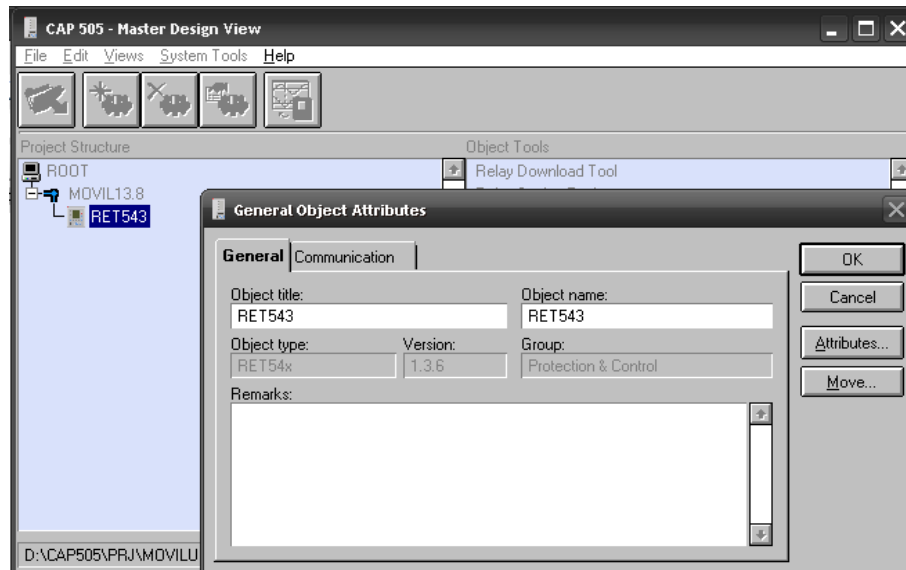 CAP 505 - Master Design View
File Edit Views System Tools Help
Project Structure
Object Tools
ROOT
Relay Download Tool
MOVIL13.8
RET543
General Object Attributes
General Communication
OK
Object title: Object name:
RET543 RET543
Cancel
Object type: Version: Group:
Attributes...
RET54x 1.3.6 Protection & Control
Move...
Remarks:
D:\CAP505\PRJ\MOVILU